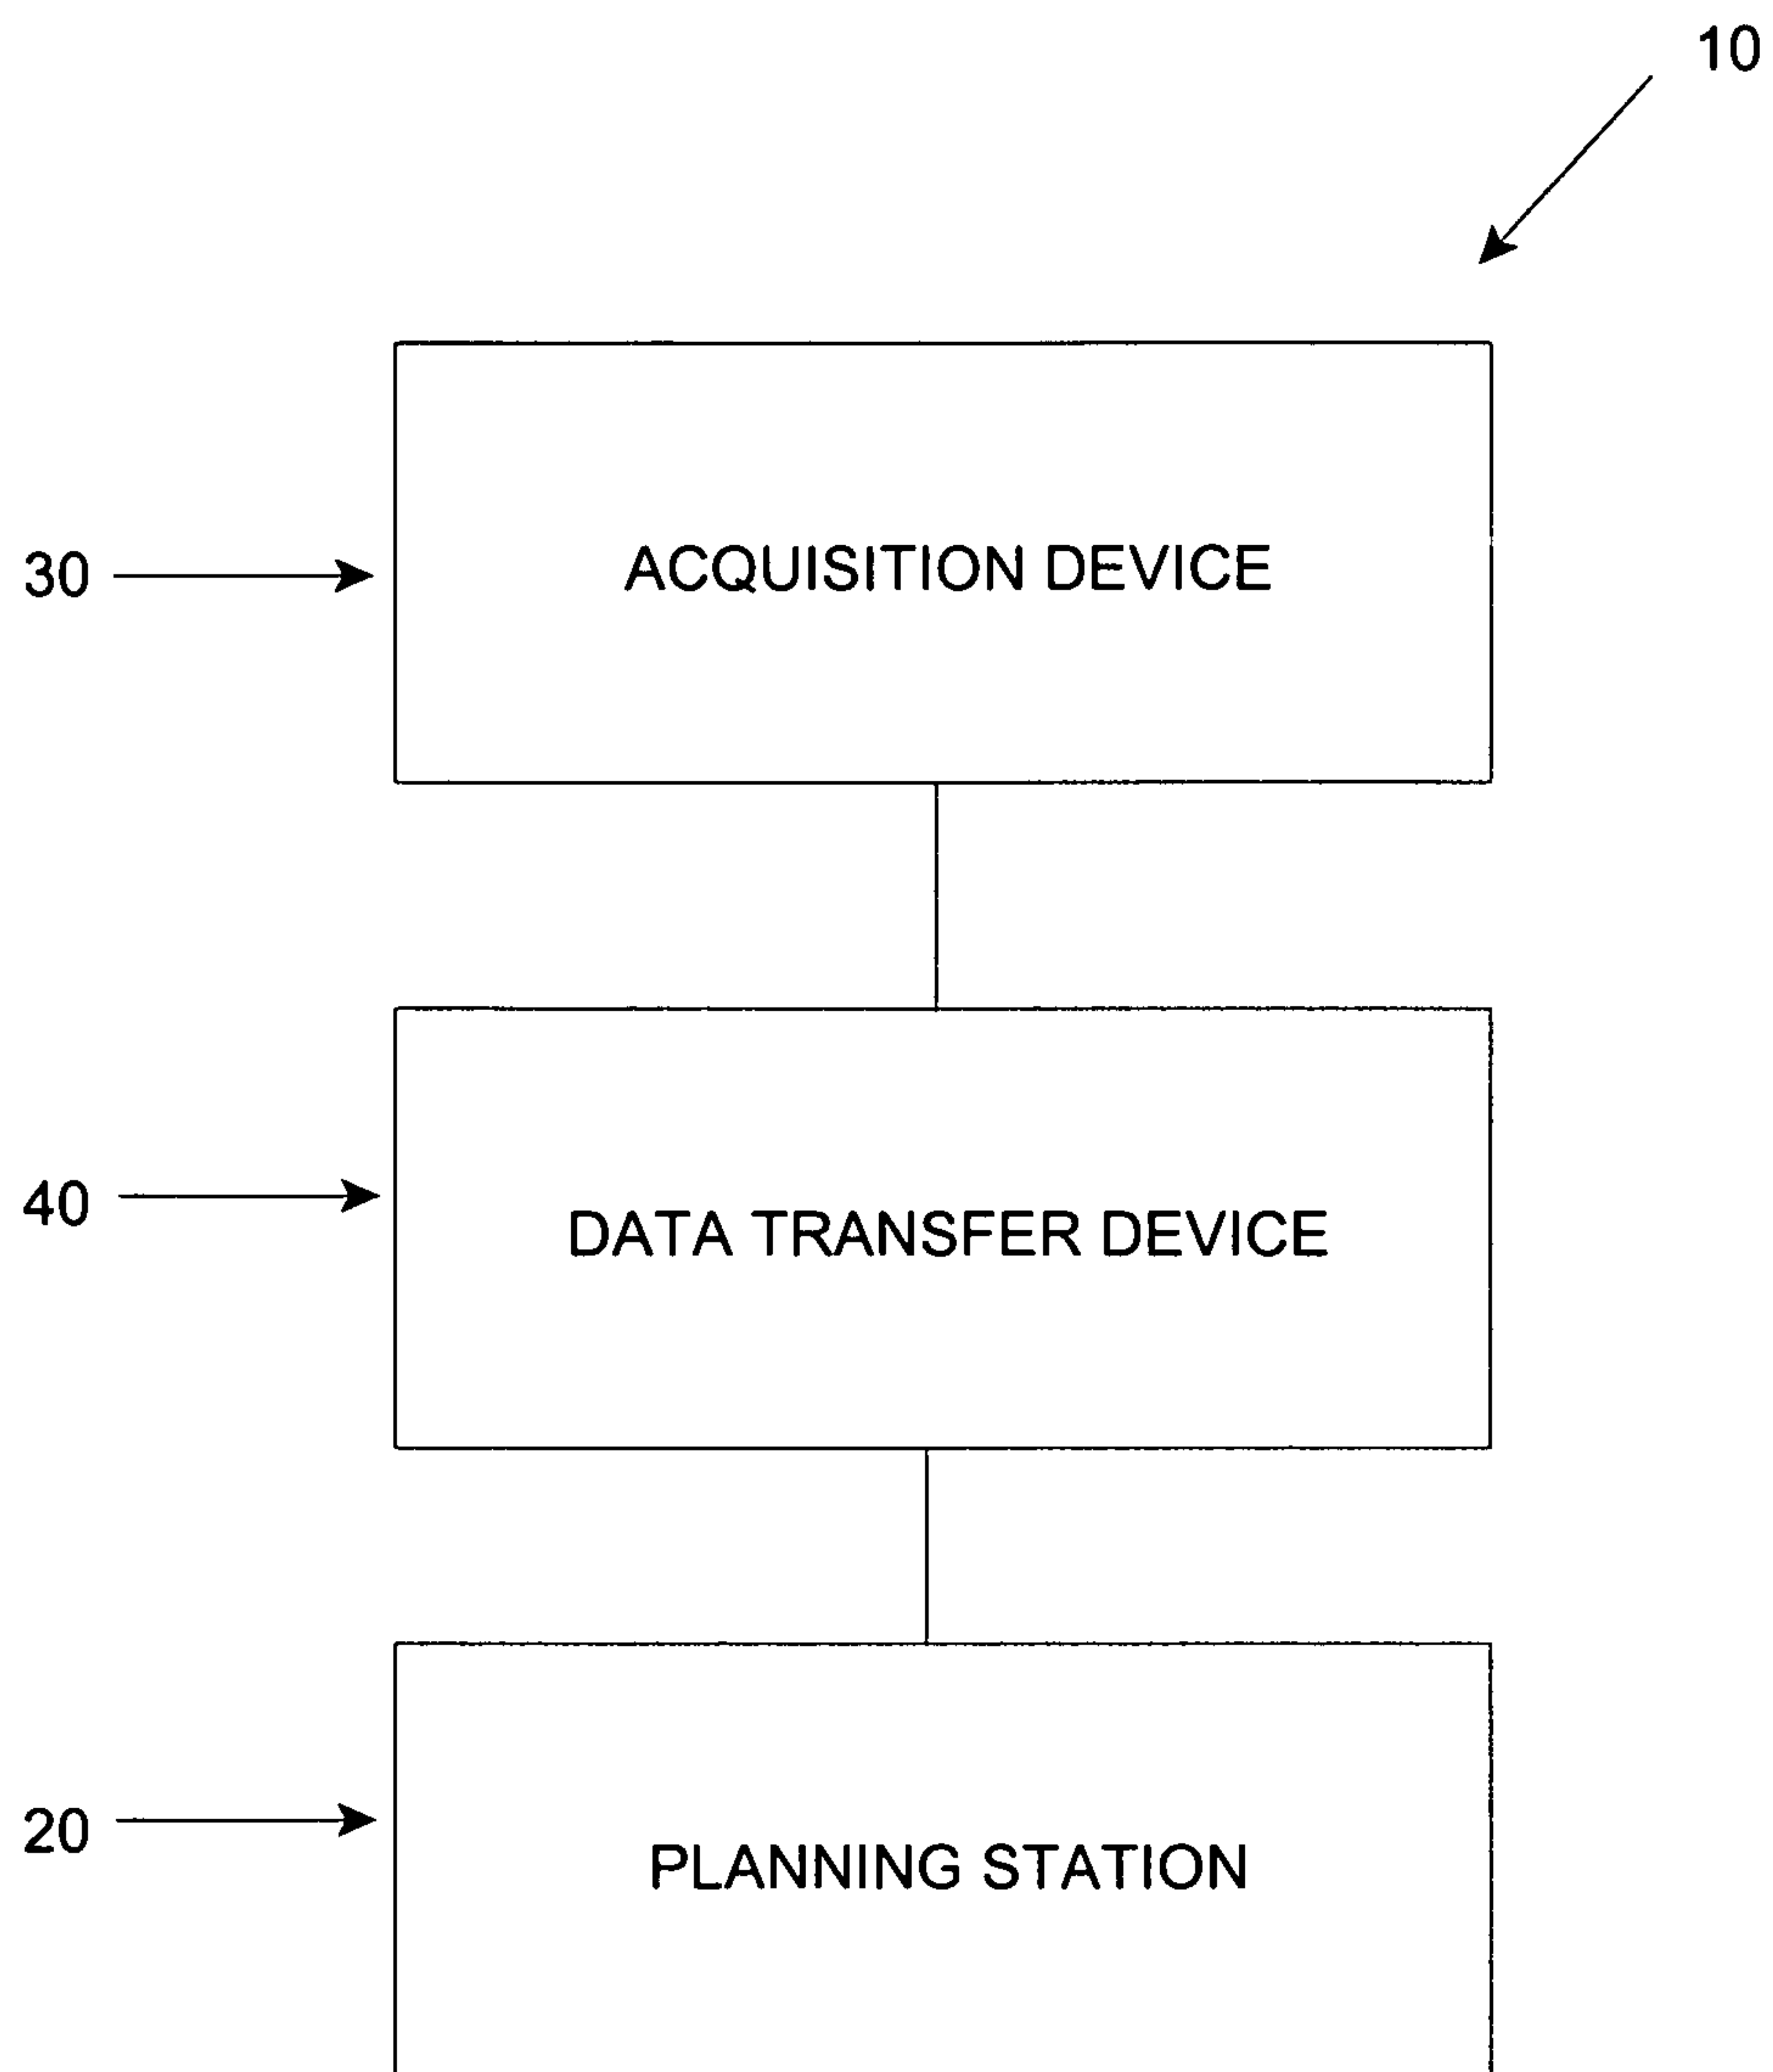 10
30
ACQUISITION DEVICE
40
DATA TRANSFER DEVICE
20
PLANNING STATION